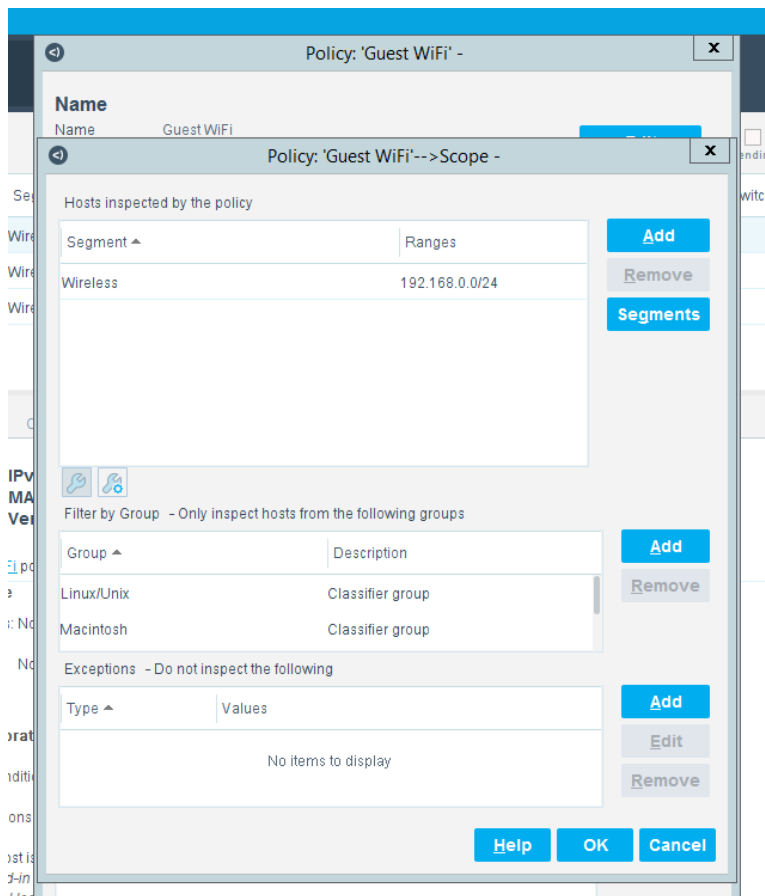 Policy: 'Guest WiFi' -
x
Name
Name Guest WiFi
Policy: 'Guest WiFi'-->Scope -
x
Hosts inspected by the policy
Segment Ranges
Add
Wireless 192.168.0.0/24
Remove
Segments
Filter by Group - Only inspect hosts from the following groups
Group Description
Add
Linux/Unix Classifier group
Remove
Macintosh Classifier group
Exceptions - Do not inspect the following
Type Values
Add
Edit
No items to display
Remove
Help OK Cancel